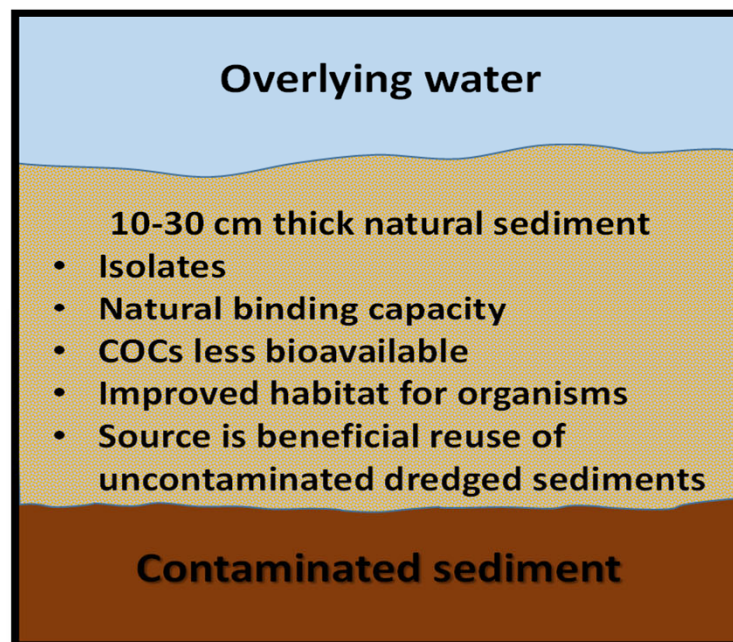 Overlying water
10-30 cm thick natural sediment
• Isolates
• Natural binding capacity
• COCs less bioavailable
• Improved habitat for organisms
• Source is beneficial reuse of
uncontaminated dredged sediments
Contaminated sediment